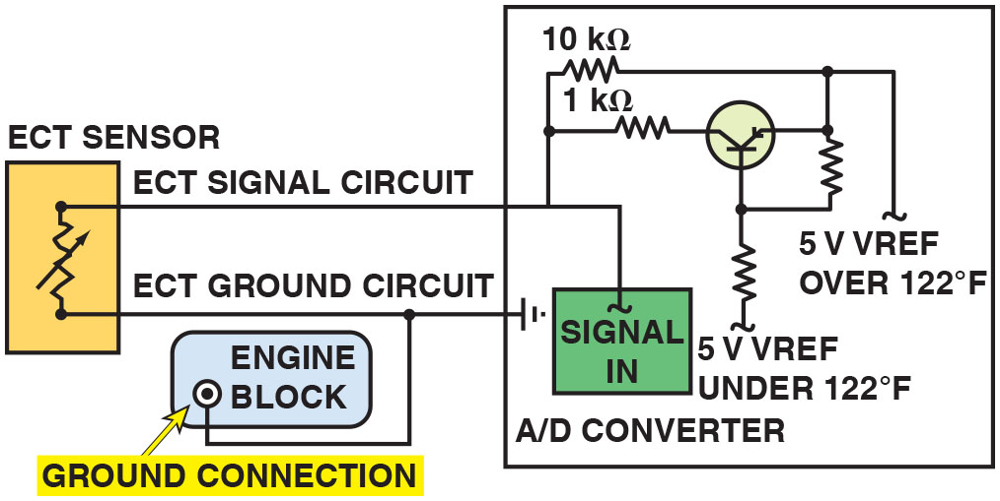 10 kΩ
1 kΩ
ECT SENSOR
ECT SIGNAL CIRCUIT
5 V VREF
OVER 122°F
ECT GROUND CIRCUIT
SIGNAL
IN
5 V VREF
UNDER 122°F
ENGINE
BLOCK
A/D CONVERTER
GROUND CONNECTION